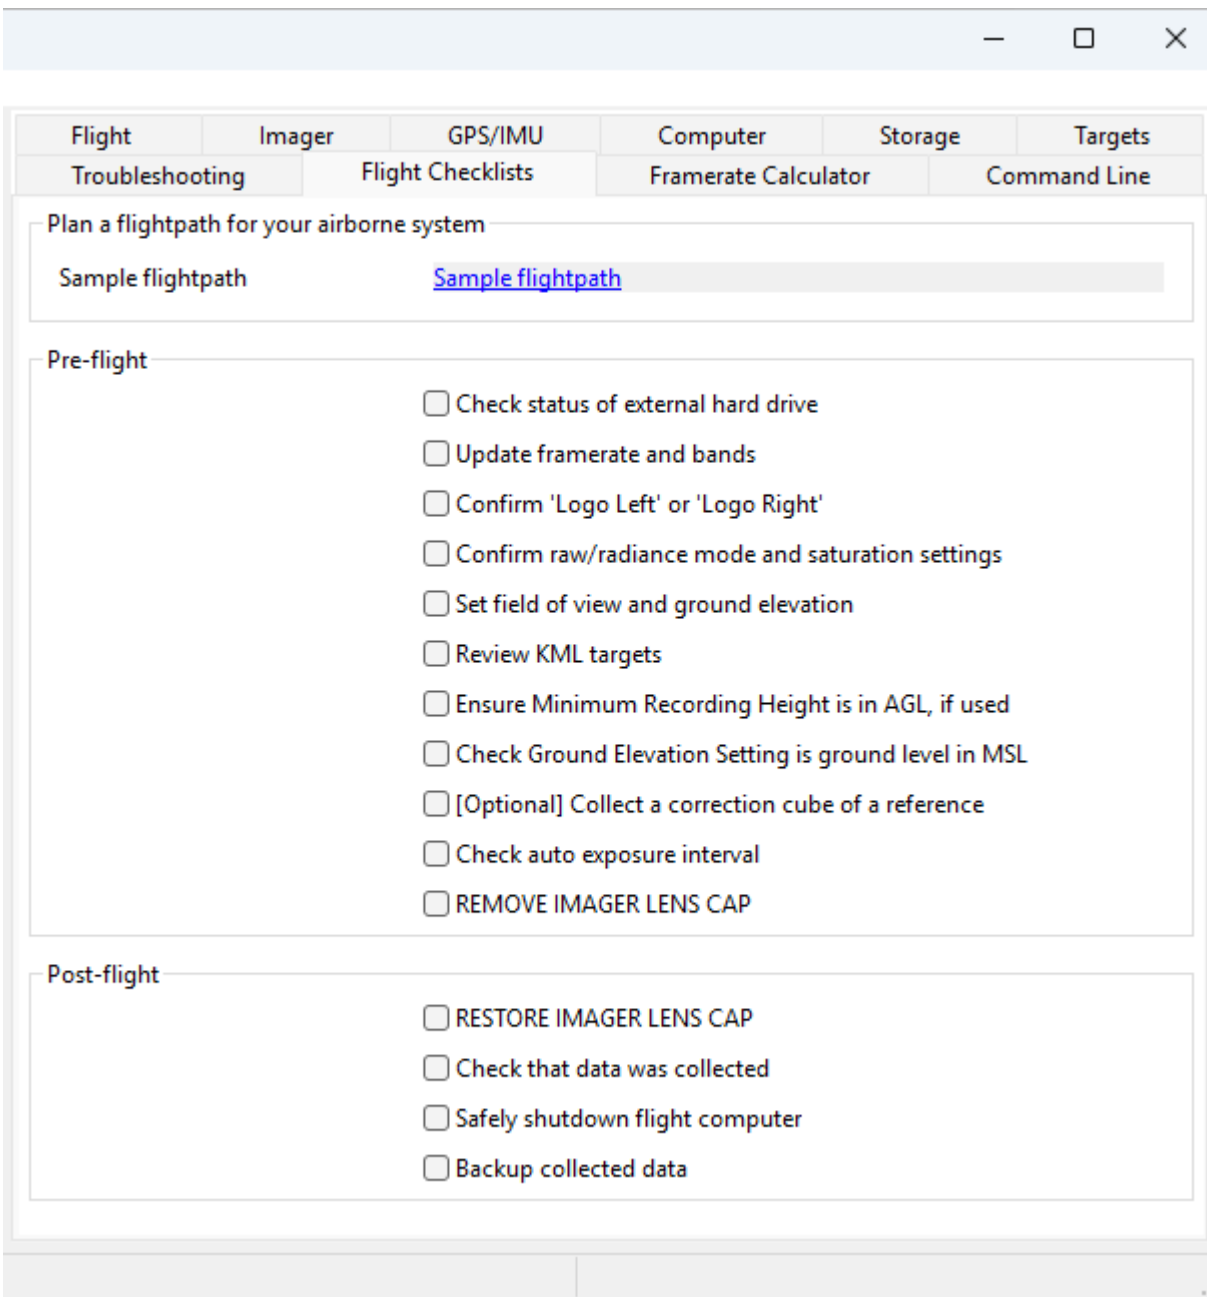 Flight Imager GPS/IMU Computer Storage Targets
Troubleshooting Flight Checklists Framerate Calculator Command Line
Plan a flightpath for your airborne system
Sample flightpath Sample flightpath
Pre-flight
Check status of external hard drive
Update framerate and bands
Confirm 'Logo Left' or 'Logo Right'
Confirm raw/radiance mode and saturation settings
Set field of view and ground elevation
Review KML targets
Ensure Minimum Recording Height is in AGL, if used
Check Ground Elevation Setting is ground level in MSL
[Optional] Collect a correction cube of a reference
Check auto exposure interval
REMOVE IMAGER LENS CAP
Post-flight
RESTORE IMAGER LENS CAP
Check that data was collected
Safely shutdown flight computer
Backup collected data